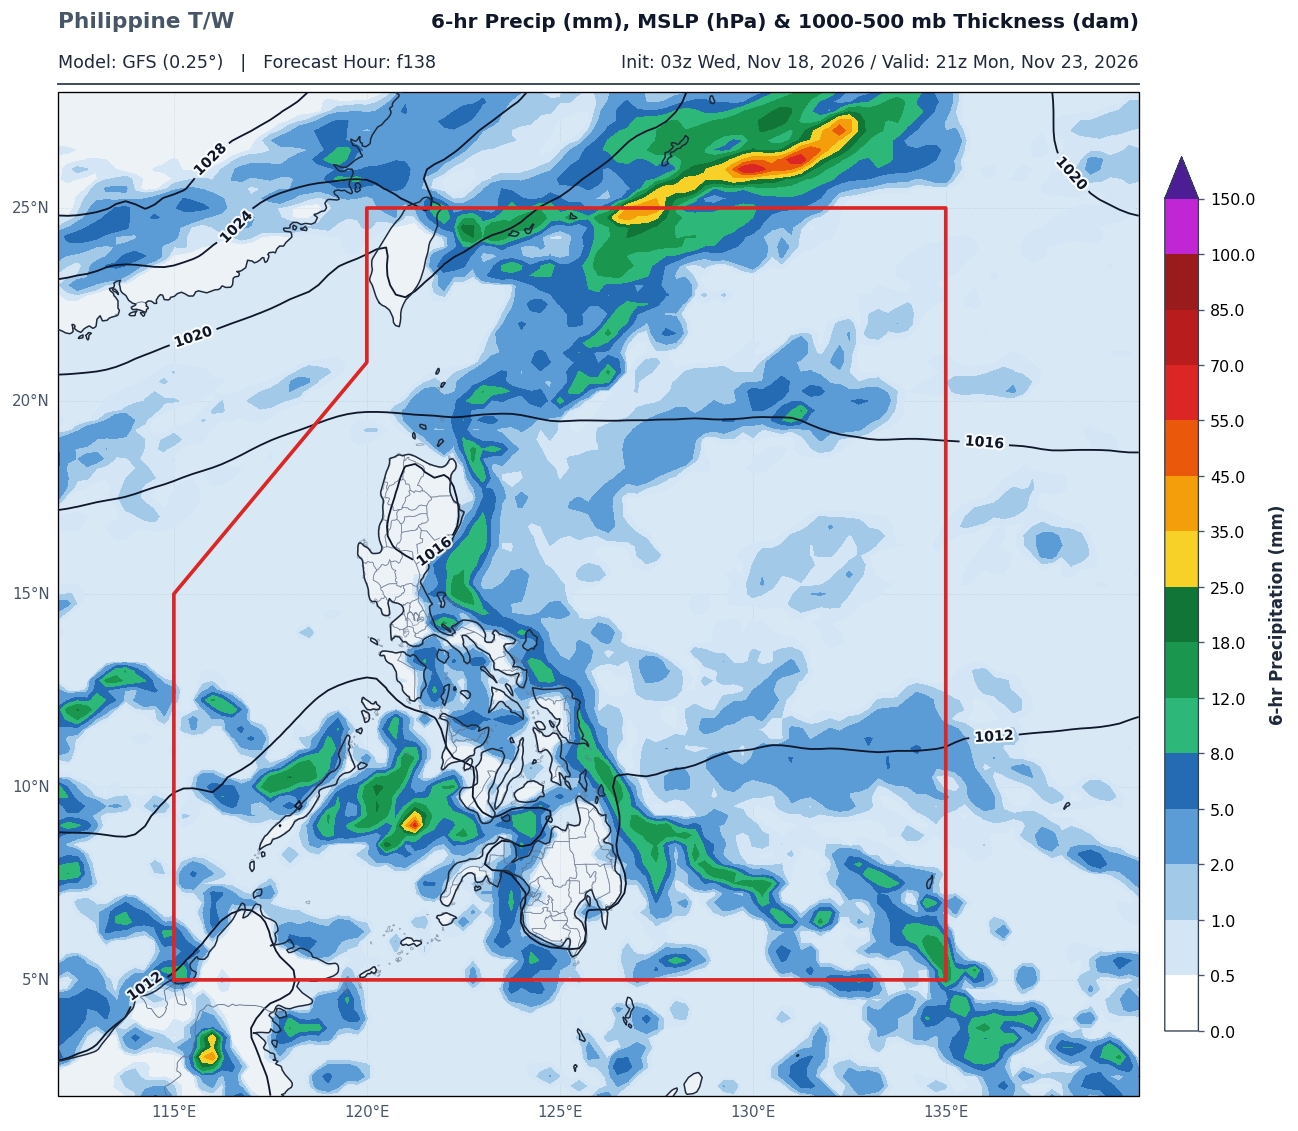 Philippine T/W
6-hr Precip (mm), MSLP (hPa) & 1000-500 mb Thickness (dam)
Model: GFS (0.25°) | Forecast Hour: f138
Init: 03z Wed, Nov 18, 2026 / Valid: 21z Mon, Nov 23, 2026
1028
1020
1024
1020
1016
1016
1012
1012
25°N
20°N
15°N
10°N
5°N
115°E
120°E
125°E
130°E
135°E
150.0
100.0
85.0
70.0
55.0
45.0
35.0
25.0
18.0
12.0
8.0
5.0
2.0
1.0
0.5
0.0
6-hr Precipitation (mm)